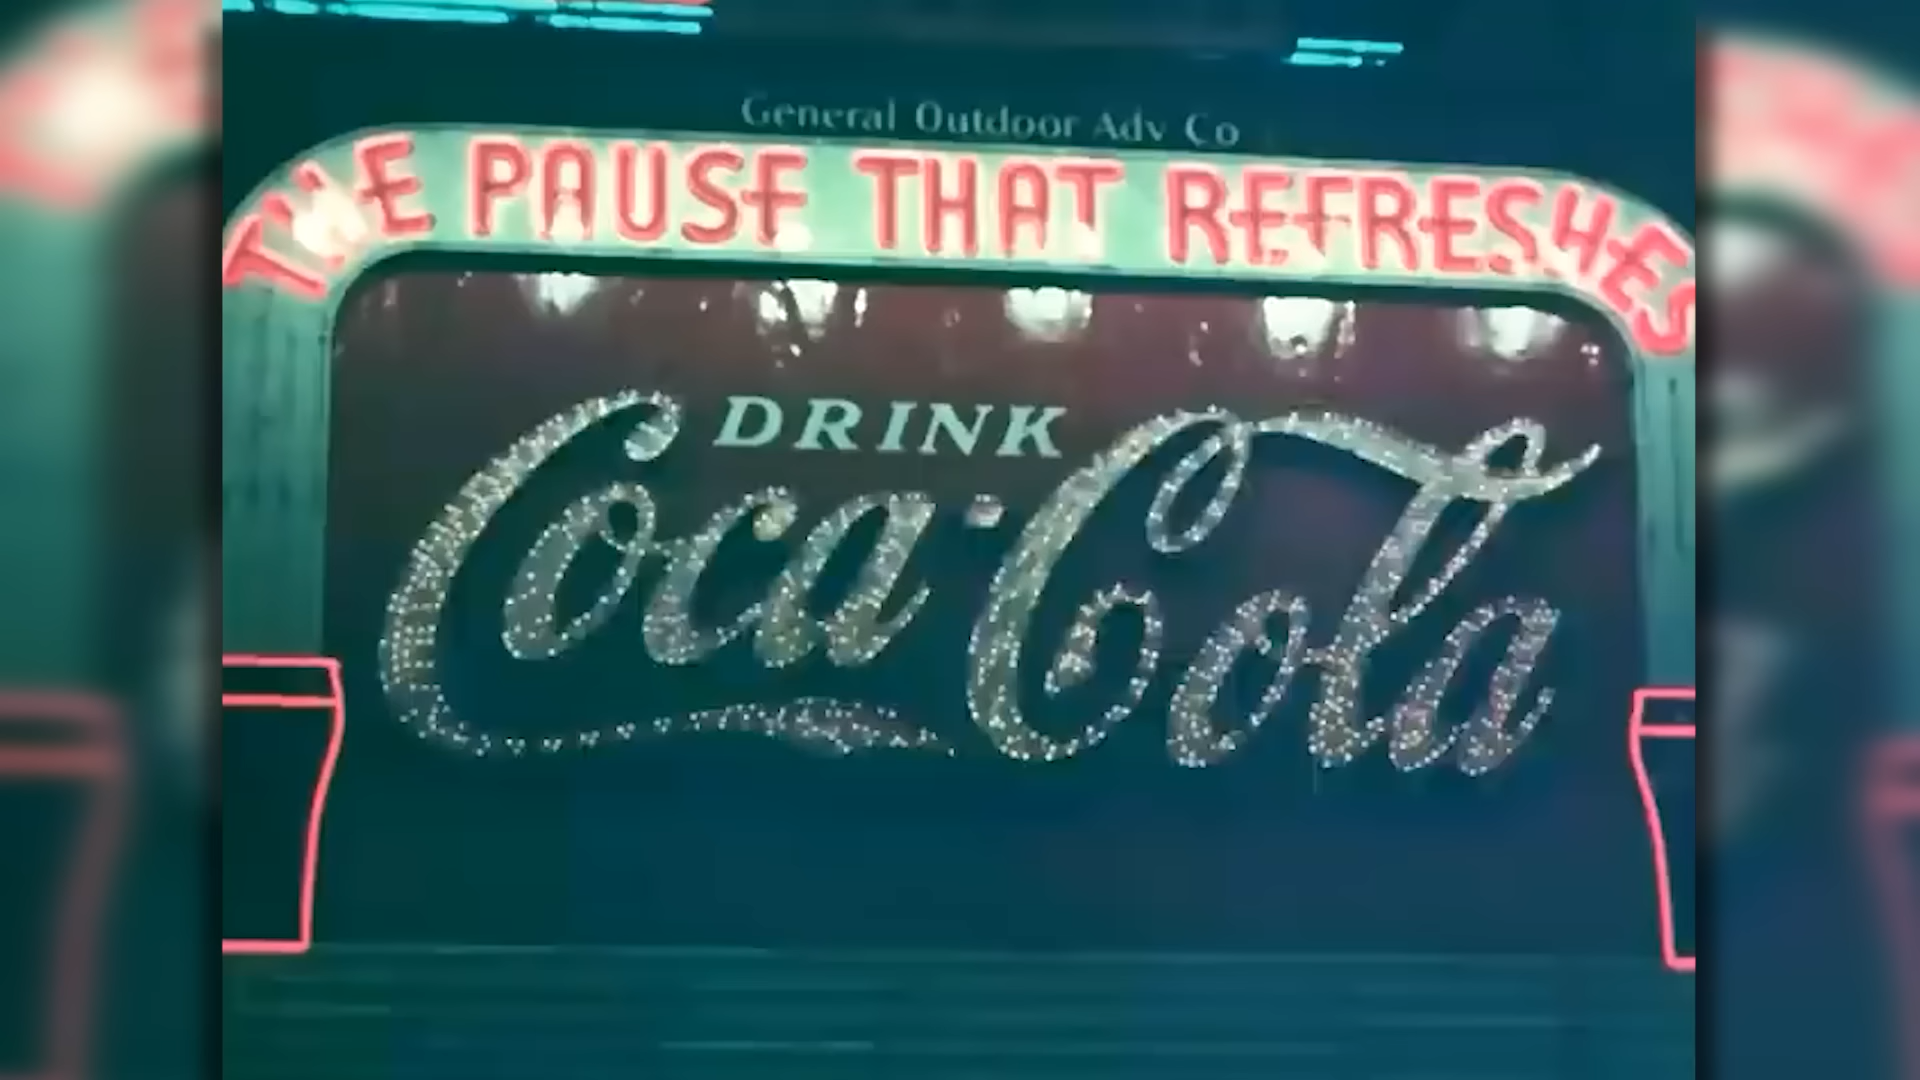 General Outdoor Adv Co
THE PAUSE THAT REFRESHES
DRINK
Coca-Cola